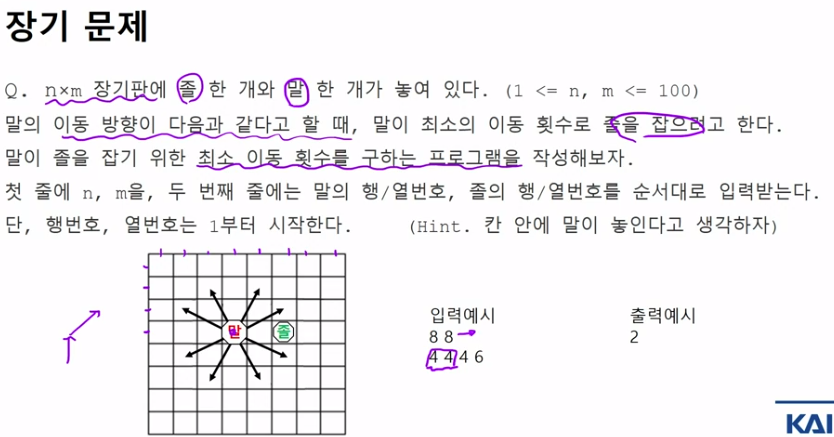 장기 문제
Q. n×m 장기판에 졸 한 개와 말 한 개가 놓여 있다. (1 <= n, m <= 100)
말의 이동 방향이 다음과 같다고 할 때, 말이 최소의 이동 횟수로 졸을 잡으려고 한다.
말이 졸을 잡기 위한 최소 이동 횟수를 구하는 프로그램을 작성해보자.
첫 줄에 n, m을, 두 번째 줄에는 말의 행/열번호, 졸의 행/열번호를 순서대로 입력받는다.
단, 행번호, 열번호는 1부터 시작한다. (Hint. 칸 안에 말이 놓인다고 생각하자)
말 졸
입력예시 출력예시
8 8 2
4 4 4 6
KAI